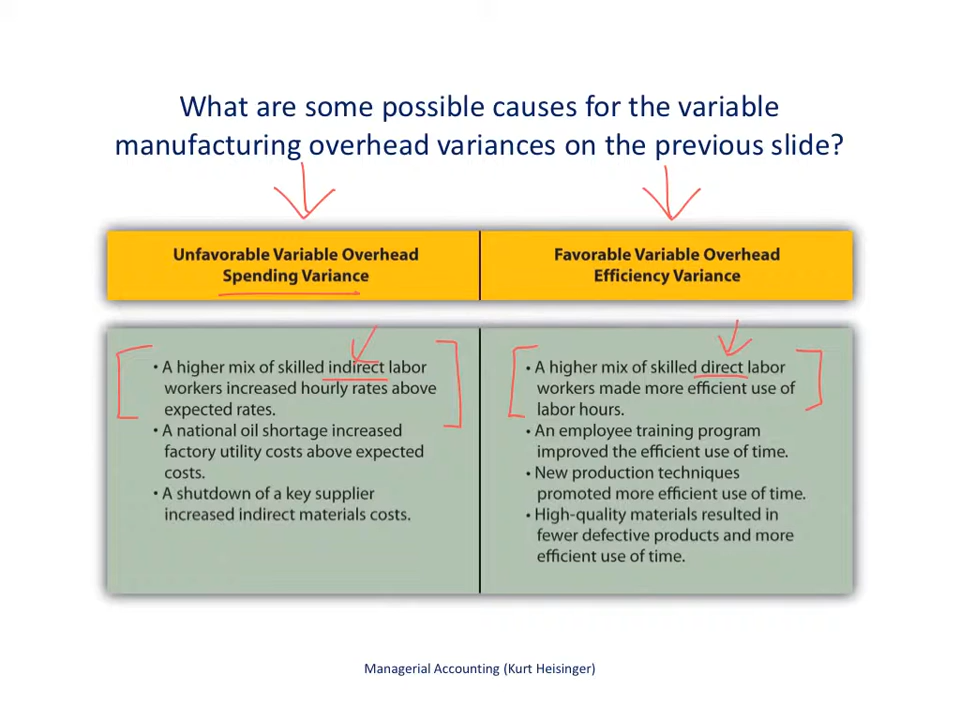 What are some possible causes for the variable
manufacturing overhead variances on the previous slide?
Unfavorable Variable Overhead
Spending Variance
Favorable Variable Overhead
Efficiency Variance
• A higher mix of skilled indirect labor
workers increased hourly rates above
expected rates.
• A national oil shortage increased
factory utility costs above expected
costs.
• A shutdown of a key supplier
increased indirect materials costs.
• A higher mix of skilled direct labor
workers made more efficient use of
labor hours.
• An employee training program
improved the efficient use of time.
• New production techniques
promoted more efficient use of time.
• High-quality materials resulted in
fewer defective products and more
efficient use of time.
Managerial Accounting (Kurt Heisinger)